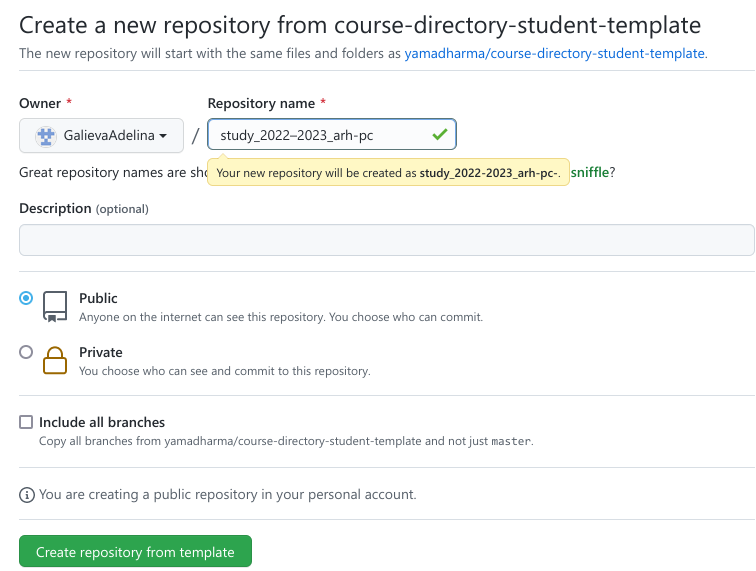 Create a new repository from course-directory-student-template
The new repository will start with the same files and folders as yamadharma/course-directory-student-template.
Owner * Repository name *
GalievaAdelina / study_2022–2023_arh-pc
Great repository names are sho sniffle?
Your new repository will be created as study_2022-2023_arh-pc-.
Description (optional)
Public
Anyone on the internet can see this repository. You choose who can commit.
Private
You choose who can see and commit to this repository.
Include all branches
Copy all branches from yamadharma/course-directory-student-template and not just master.
You are creating a public repository in your personal account.
Create repository from template